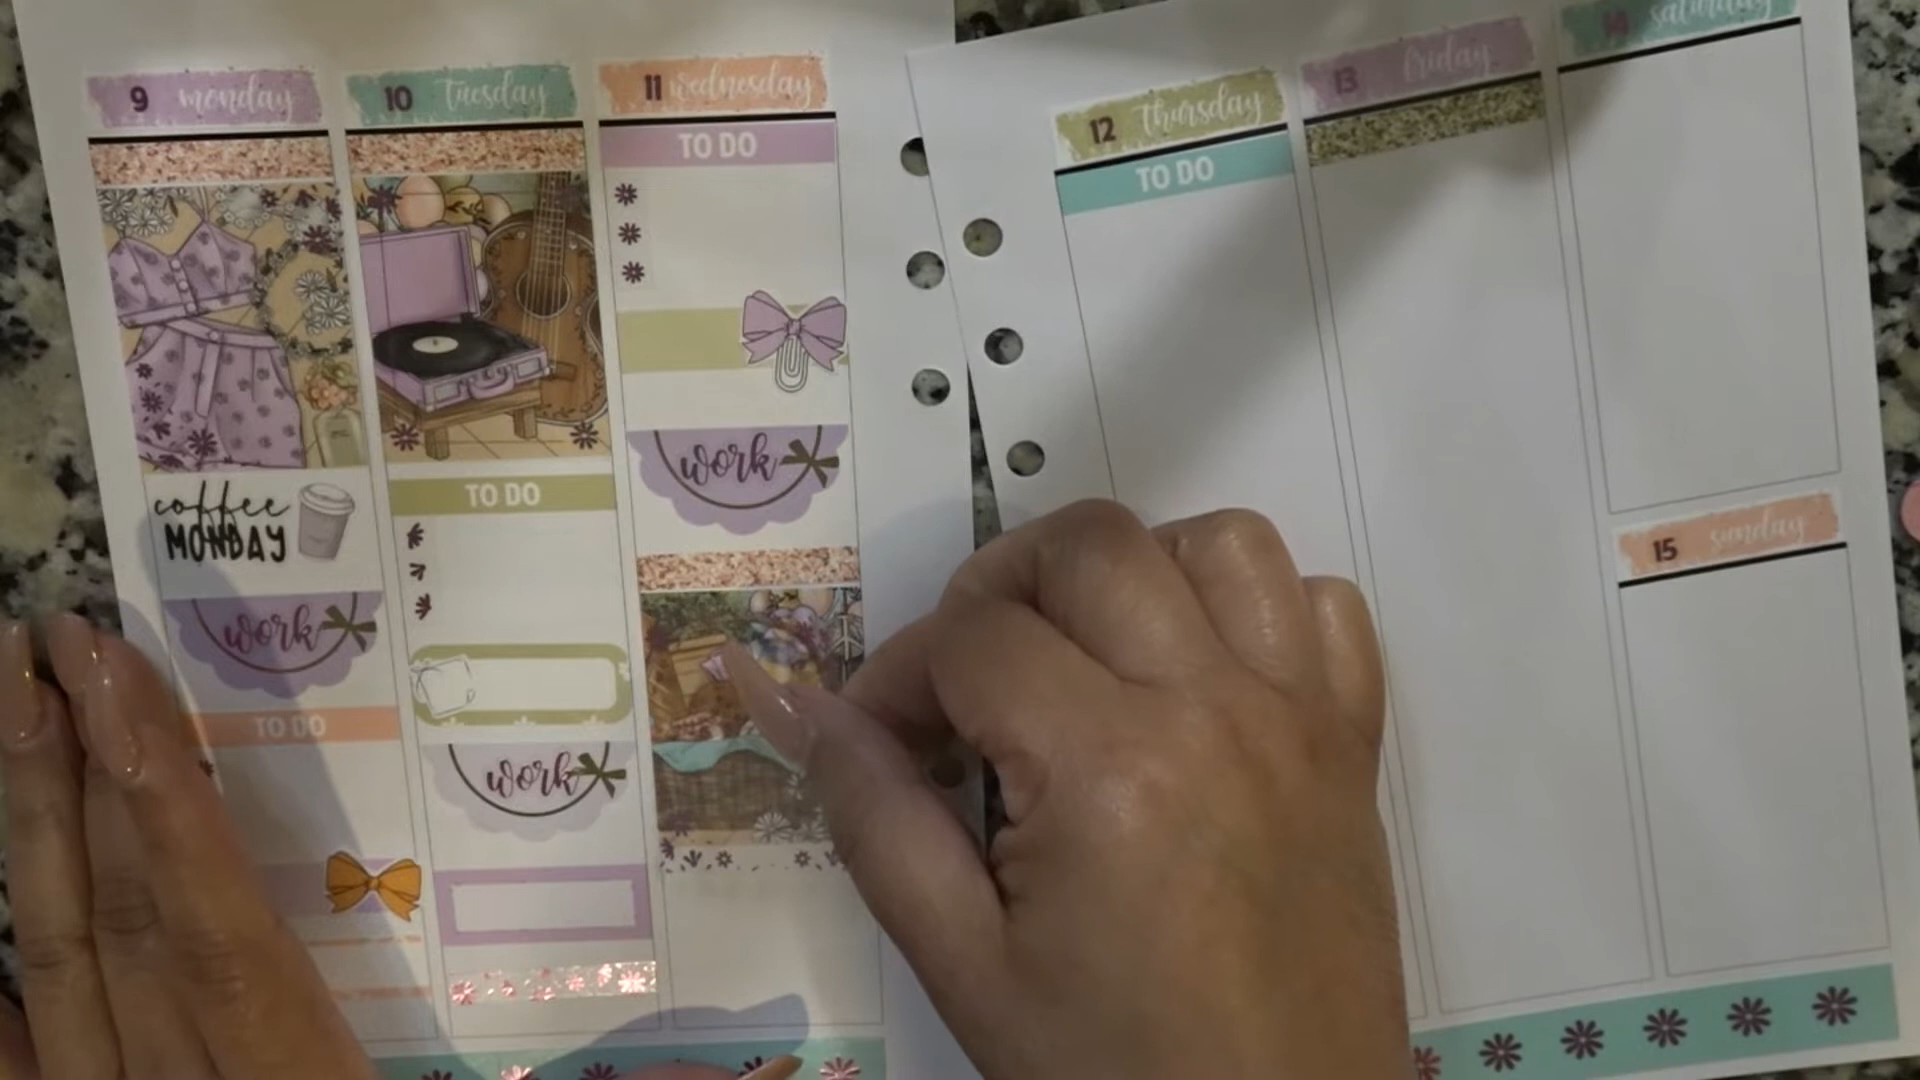 9 monday
10 tuesday
11 wednesday
12 thursday
13 friday
14 saturday
TO DO
TO DO
work
TO DO
coffee
MONDAY
15 sunday
work
TO DO
work